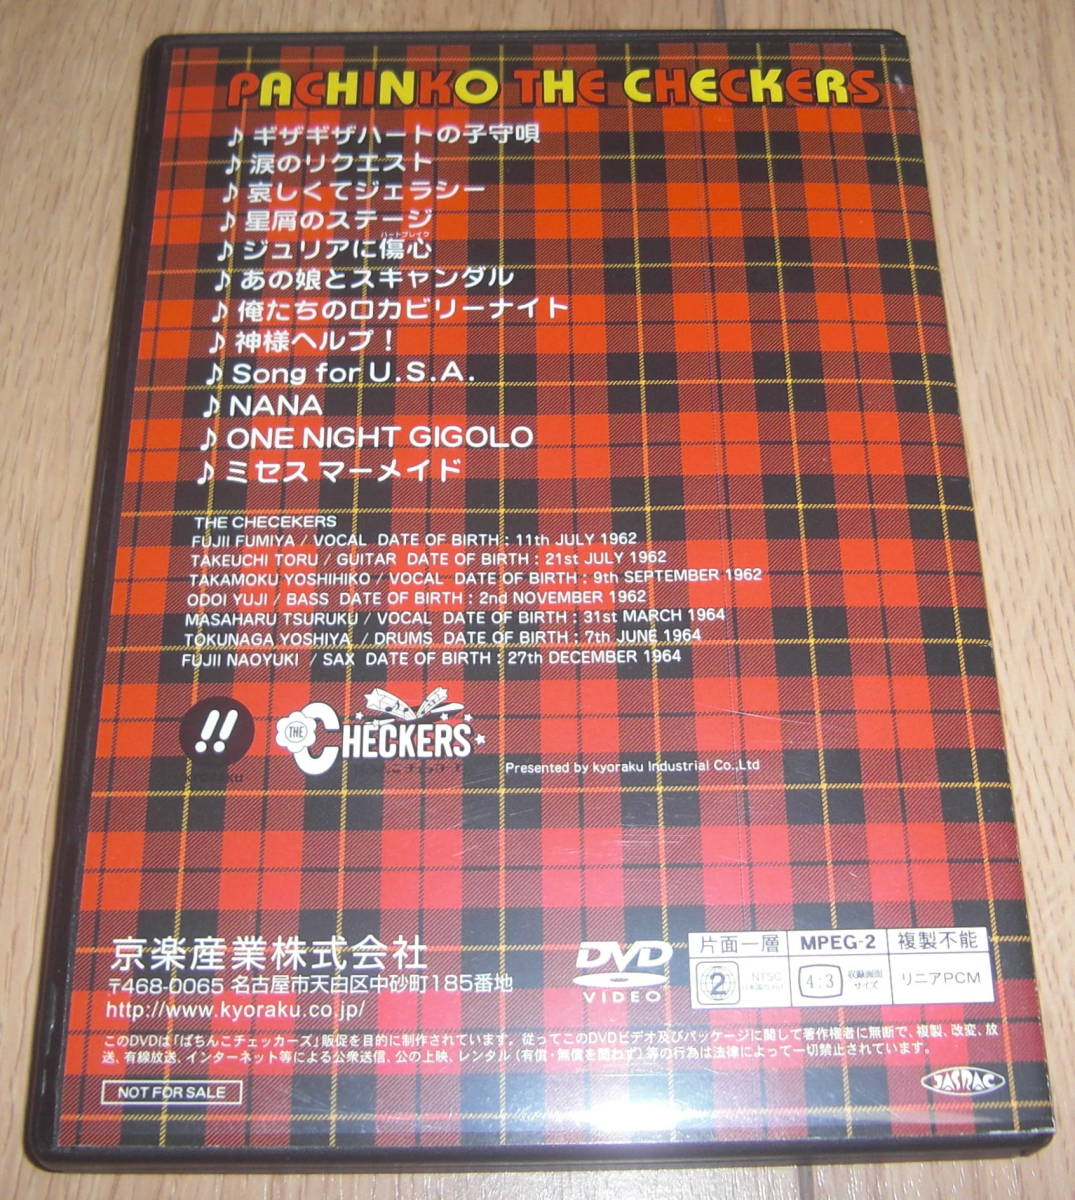 PACHINKO THE CHECKERS
♪ ギザギザハートの子守唄
♪ 涙のリクエスト
♪ 哀しくてジェラシー
♪ 星屑のステージ
ハートブレイク
♪ ジュリアに傷心
♪ あの娘とスキャンダル
♪ 俺たちのロカビリーナイト
♪ 神様ヘルプ！
♪ Song for U.S.A.
♪ NANA
♪ ONE NIGHT GIGOLO
♪ ミセス マーメイド
THE CHECEKERS
FUJII FUMIYA / VOCAL DATE OF BIRTH : 11th JULY 1962
TAKEUCHI TORU / GUITAR DATE OF BIRTH : 21st JULY 1962
TAKAMOKU YOSHIHIKO / VOCAL DATE OF BIRTH : 9th SEPTEMBER 1962
ODOI YUJI / BASS DATE OF BIRTH : 2nd NOVEMBER 1962
MASAHARU TSURUKU / VOCAL DATE OF BIRTH : 31st MARCH 1964
TOKUNAGA YOSHIYA / DRUMS DATE OF BIRTH : 7th JUNE 1964
FUJII NAOYUKI / SAX DATE OF BIRTH : 27th DECEMBER 1964
!!
KYORAKU
THE CHECKERS
Presented by kyoraku Industrial Co.,Ltd
京楽産業株式会社
〒468-0065 名古屋市天白区中砂町185番地
http://www.kyoraku.co.jp/
DVD VIDEO
片面一層 MPEG-2 複製不能
2 NTSC 日本国内向け 4:3 収録画面サイズ リニアPCM
このDVDは「ぱちんこチェッカーズ」販促を目的に制作されています。従ってこのDVDビデオ及びパッケージに関して著作権者に無断で、複製、改変、放
送、有線放送、インターネット等による公衆送信、公の上映、レンタル（有償・無償を問わず）等の行為は法律によって一切禁止されています。
NOT FOR SALE
JASRAC